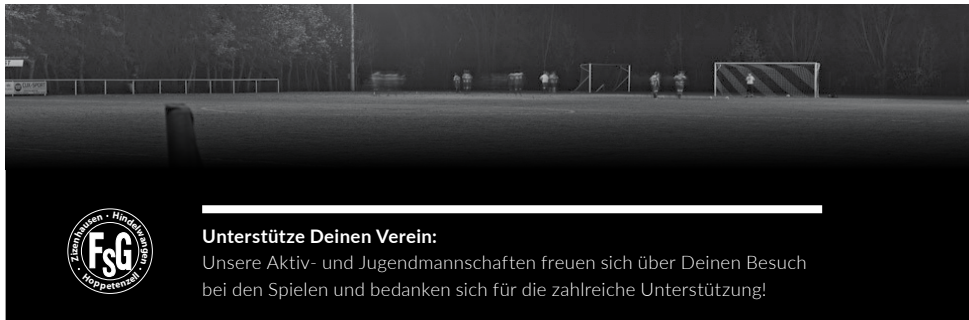 Zizenhausen · Hindelwangen · Hoppetenzell ·
FSG
Unterstütze Deinen Verein:
Unsere Aktiv- und Jugendmannschaften freuen sich über Deinen Besuch
bei den Spielen und bedanken sich für die zahlreiche Unterstützung!